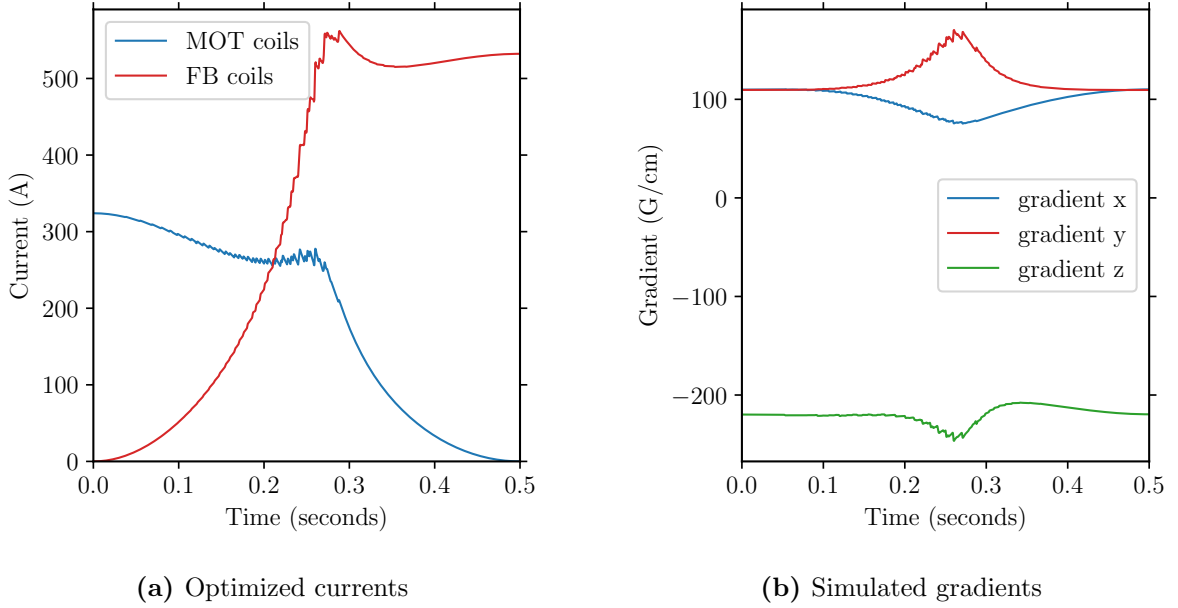 MOT coils
FB coils
500
400
300
200
100
0
Current (A)
0.0 0.1 0.2 0.3 0.4 0.5
Time (seconds)
(a) Optimized currents
100
0
−100
−200
Gradient (G/cm)
gradient x
gradient y
gradient z
0.0 0.1 0.2 0.3 0.4 0.5
Time (seconds)
(b) Simulated gradients